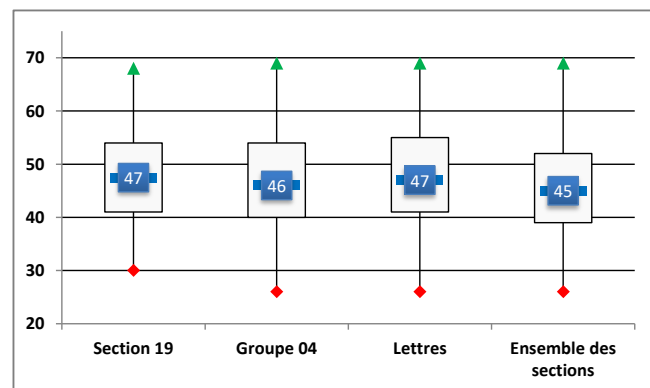 70
60
50
40
30
20
47
46
47
45
Section 19
Groupe 04
Lettres
Ensemble des
sections